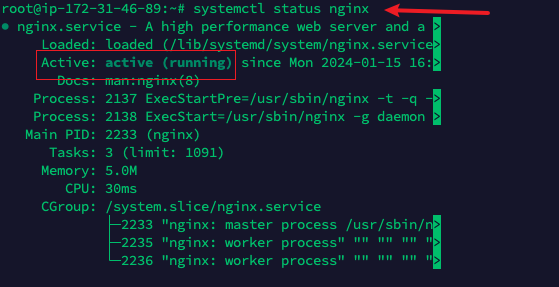 root@ip-172-31-46-89:~# systemctl status nginx
● nginx.service - A high performance web server and a >
Loaded: loaded (/lib/systemd/system/nginx.service>
Active: active (running) since Mon 2024-01-15 16:>
Docs: man:nginx(8)
Process: 2137 ExecStartPre=/usr/sbin/nginx -t -q ->
Process: 2138 ExecStart=/usr/sbin/nginx -g daemon >
Main PID: 2233 (nginx)
Tasks: 3 (limit: 1091)
Memory: 5.0M
CPU: 30ms
CGroup: /system.slice/nginx.service
├─2233 "nginx: master process /usr/sbin/n>
├─2235 "nginx: worker process" "" "" "" ">
└─2236 "nginx: worker process" "" "" "" ">